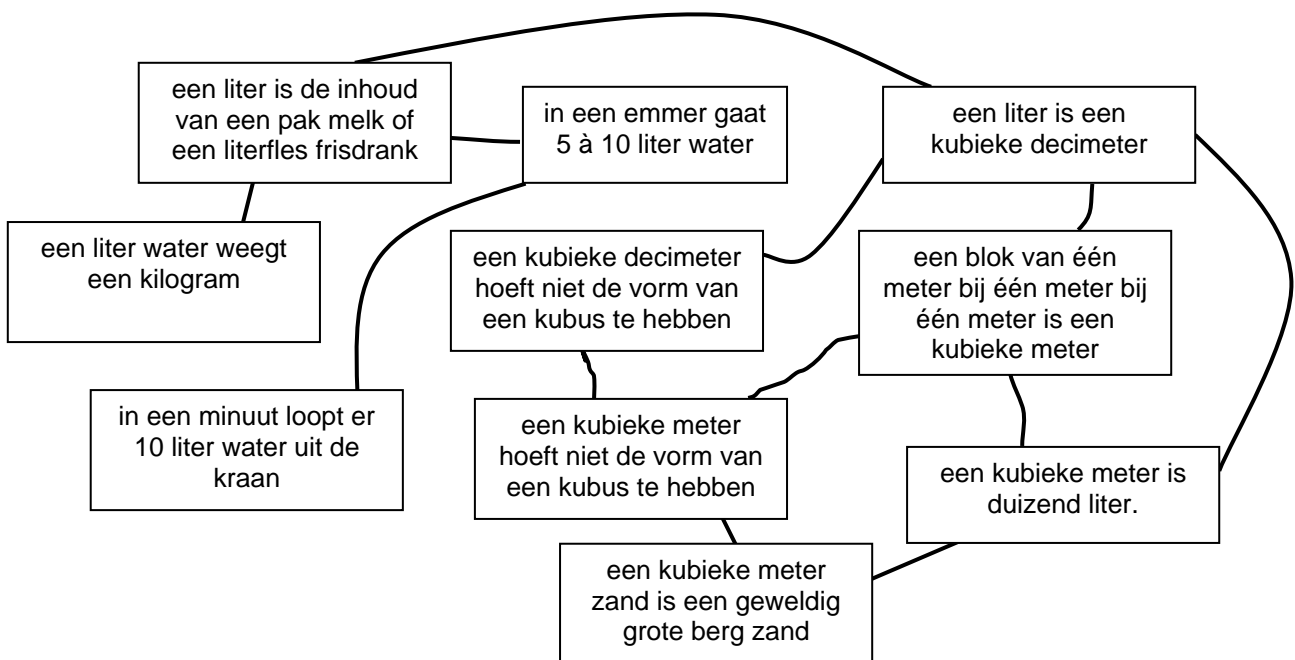 een liter is de inhoud
van een pak melk of
een literfles frisdrank
in een emmer gaat
5 à 10 liter water
een liter is een
kubieke decimeter
een liter water weegt
een kilogram
een kubieke decimeter
hoeft niet de vorm van
een kubus te hebben
een blok van één
meter bij één meter bij
één meter is een
kubieke meter
in een minuut loopt er
10 liter water uit de
kraan
een kubieke meter
hoeft niet de vorm van
een kubus te hebben
een kubieke meter is
duizend liter.
een kubieke meter
zand is een geweldig
grote berg zand